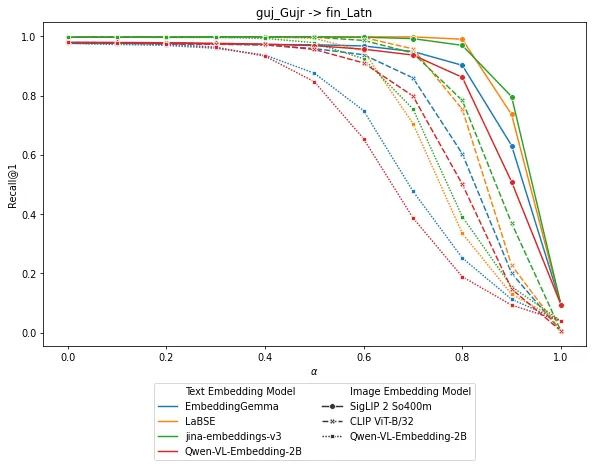 guj_Gujr -> fin_Latn
Recall@1
1.0
0.8
0.6
0.4
0.2
0.0
0.0 0.2 0.4 0.6 0.8 1.0
α
Text Embedding Model Image Embedding Model
EmbeddingGemma SigLIP 2 So400m
LaBSE CLIP ViT-B/32
jina-embeddings-v3 Qwen-VL-Embedding-2B
Qwen-VL-Embedding-2B